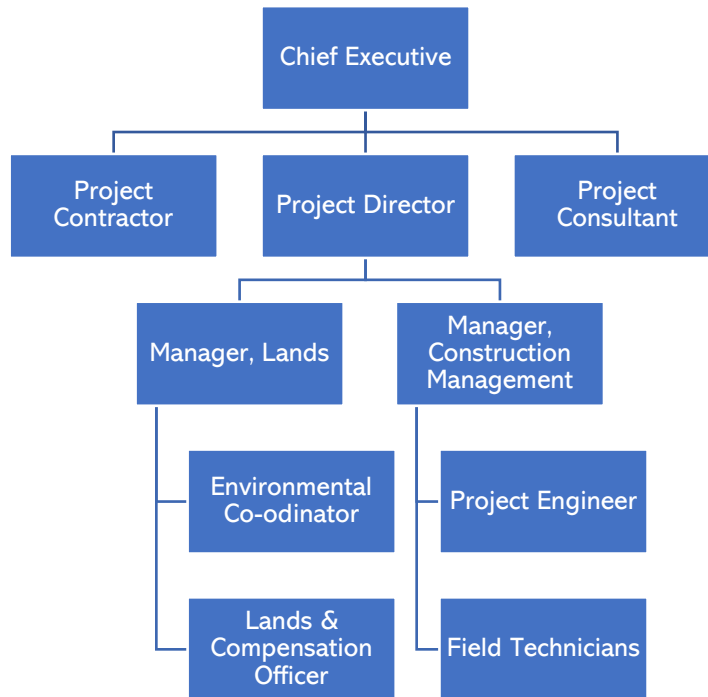 Chief Executive
Project
Contractor
Project Director
Project
Consultant
Manager, Lands
Manager,
Construction
Management
Environmental
Co-odinator
Project Engineer
Lands &
Compensation
Officer
Field Technicians